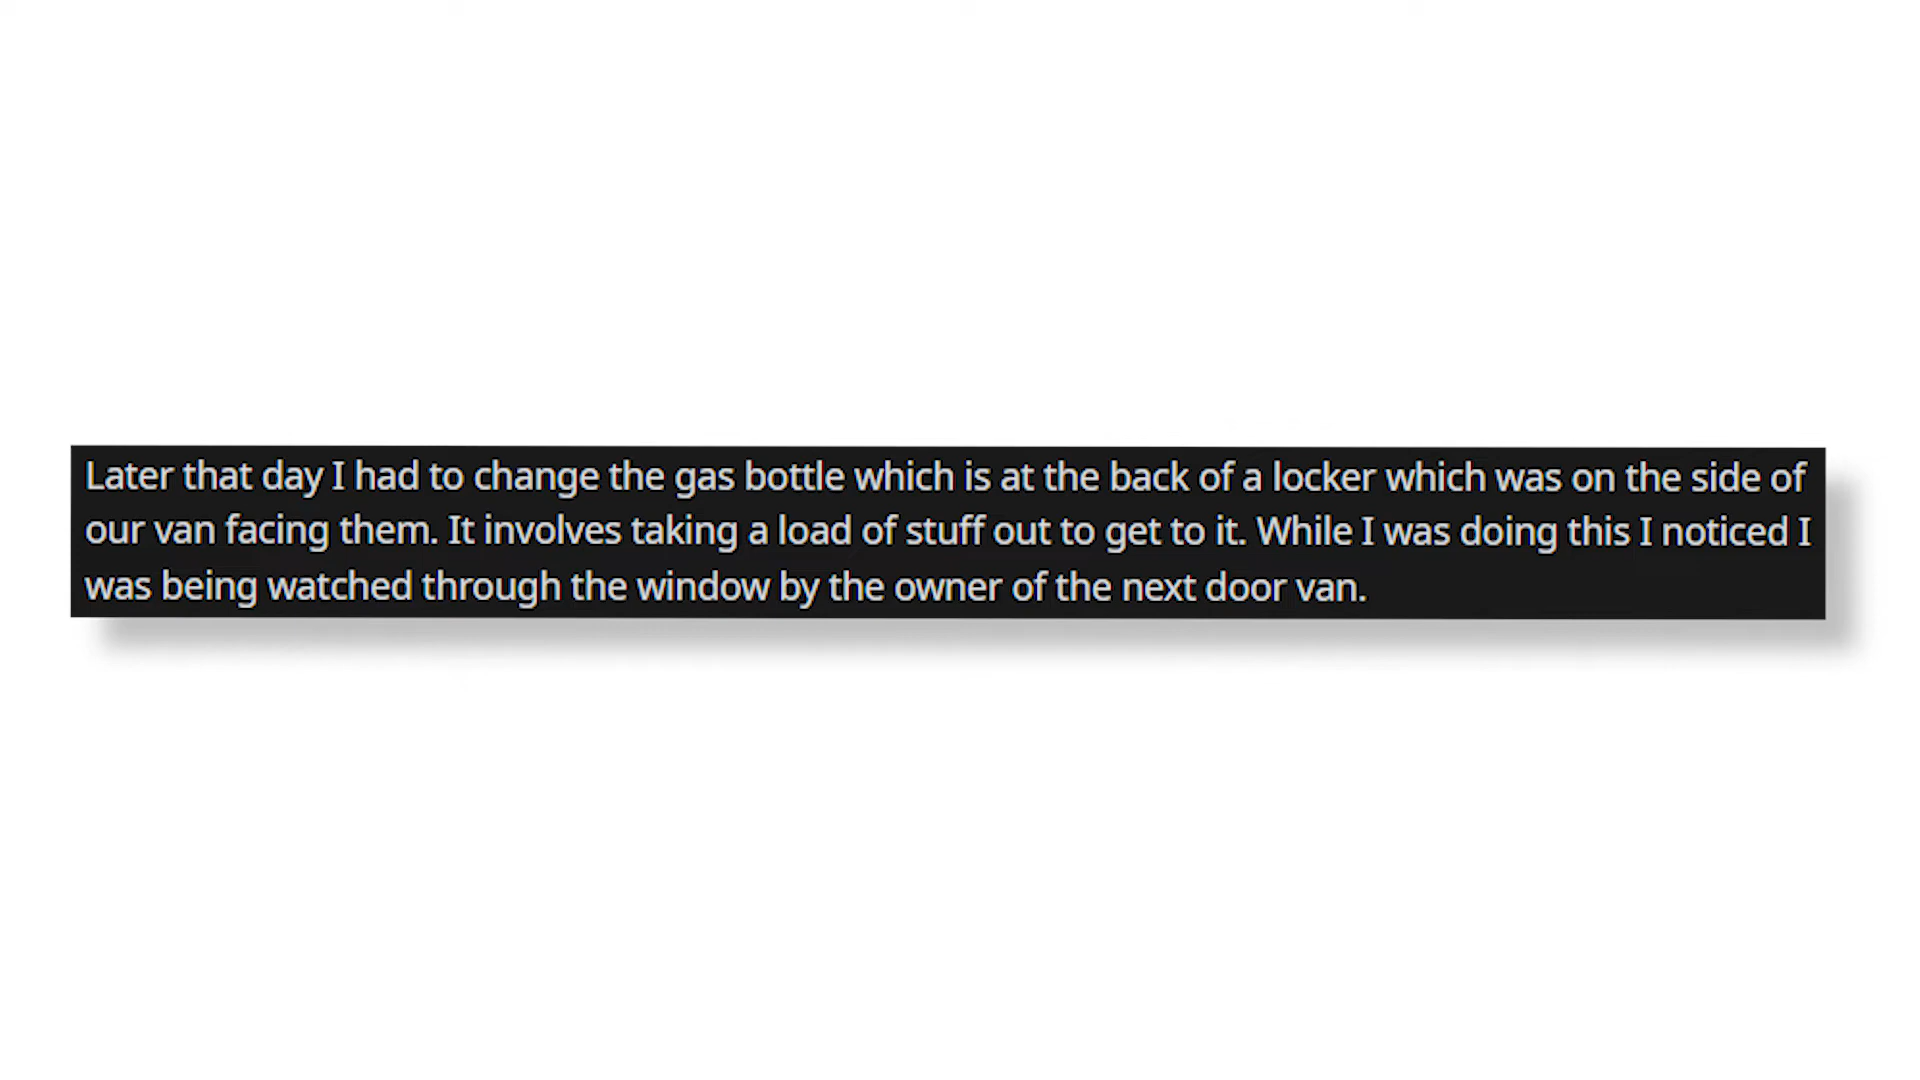 Later that day I had to change the gas bottle which is at the back of a locker which was on the side of
our van facing them. It involves taking a load of stuff out to get to it. While I was doing this I noticed I
was being watched through the window by the owner of the next door van.